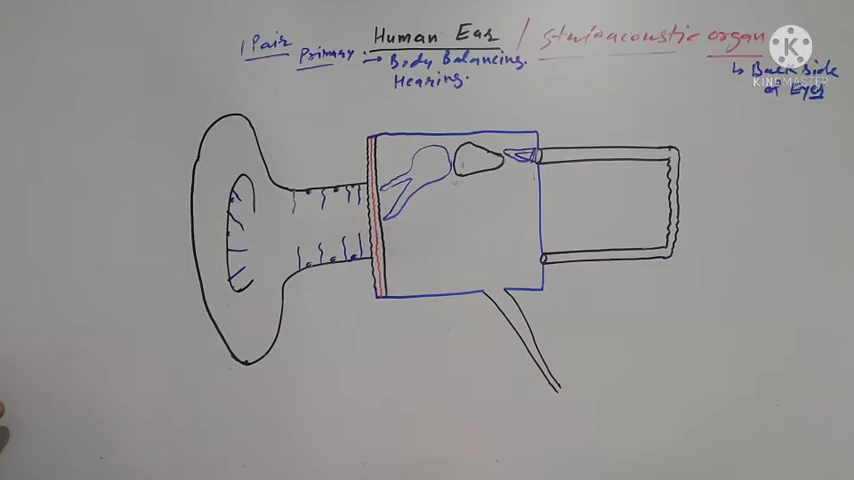 1 Pair
Primary.
Human Ear / statoacoustic organ
→ Body Balancing.
Hearing.
↳ Back side
of Eyes
K
KINEMASTER